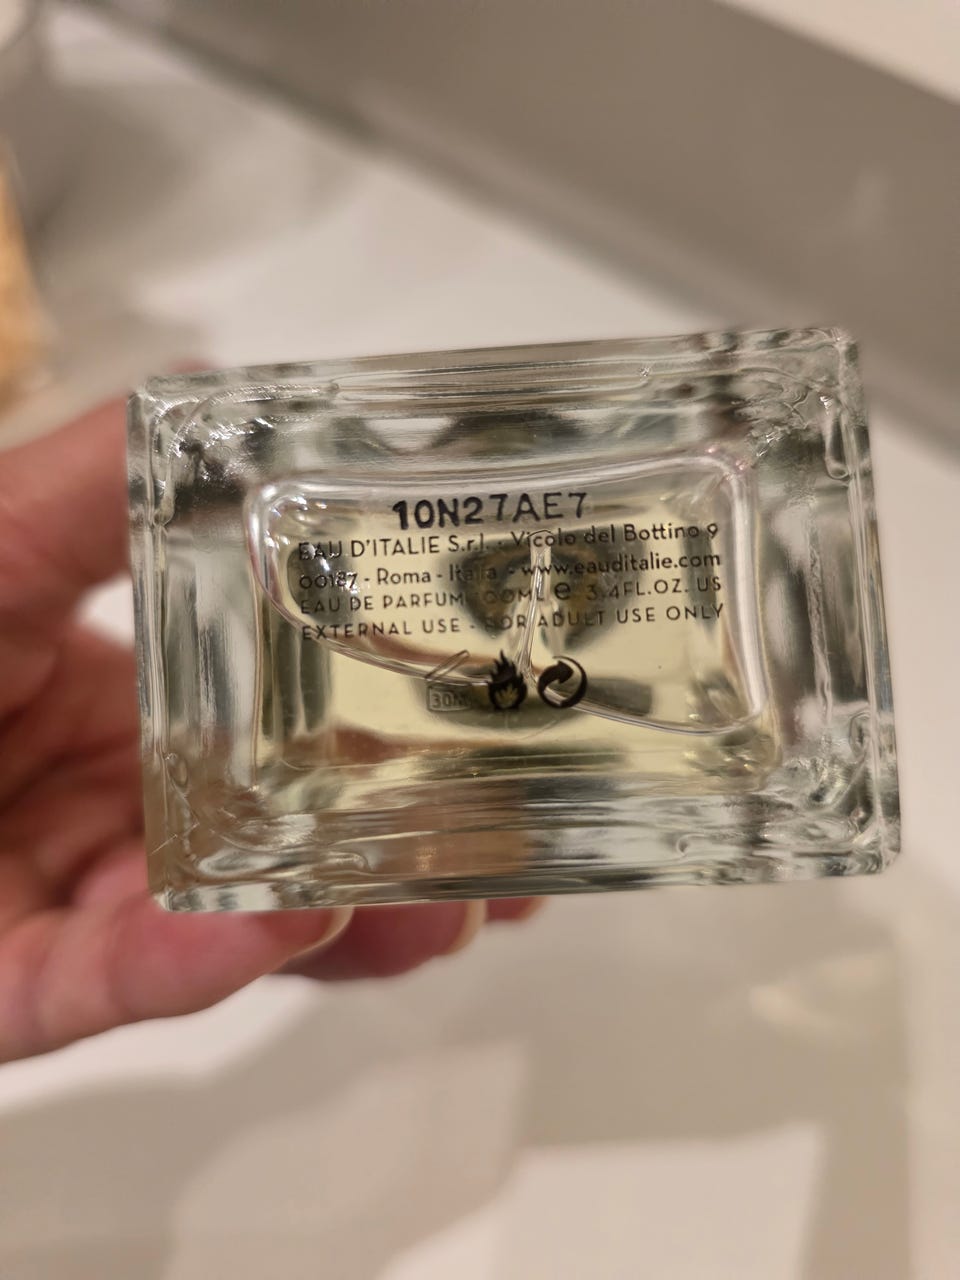 10N27AE7
EAU D'ITALIE S.r.l. - Vicolo del Bottino 9
00187 - Roma - Italia - www.eauditalie.com
EAU DE PARFUM 100ML e 3.4FL.OZ. US
EXTERNAL USE - FOR ADULT USE ONLY
30M